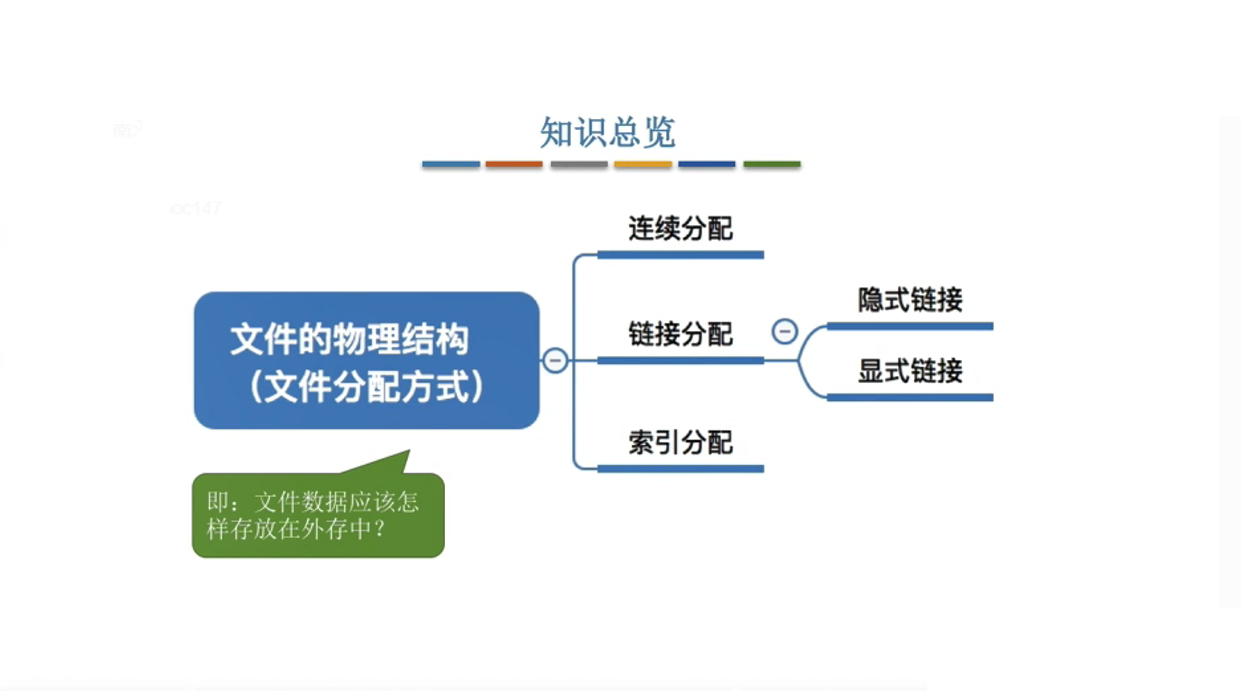 知识总览
连续分配
隐式链接
链接分配
文件的物理结构
（文件分配方式）
显式链接
索引分配
即：文件数据应该怎
样存放在外存中？